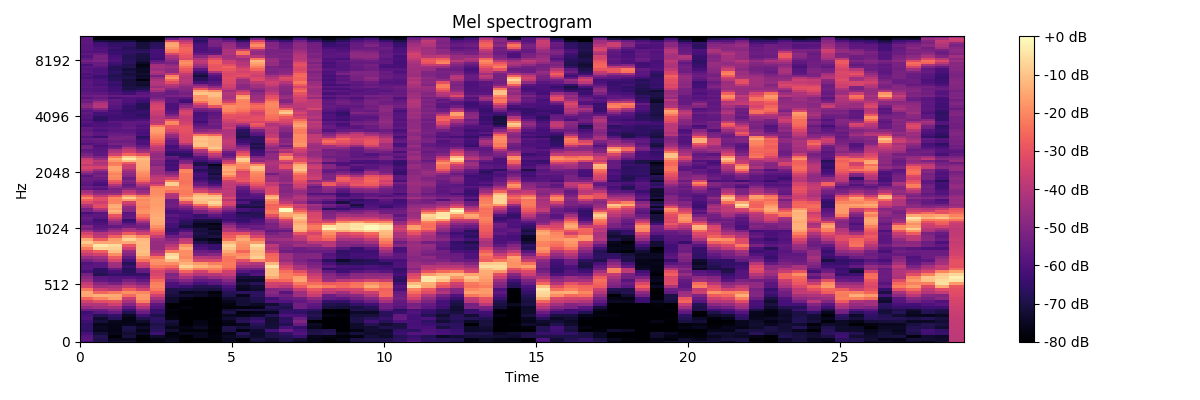 Mel spectrogram
+0 dB
8192
-10 dB
4096
-20 dB
-30 dB
2048
-40 dB
Hz
1024
-50 dB
-60 dB
512
-70 dB
0
-80 dB
0 5 10 15 20 25
Time